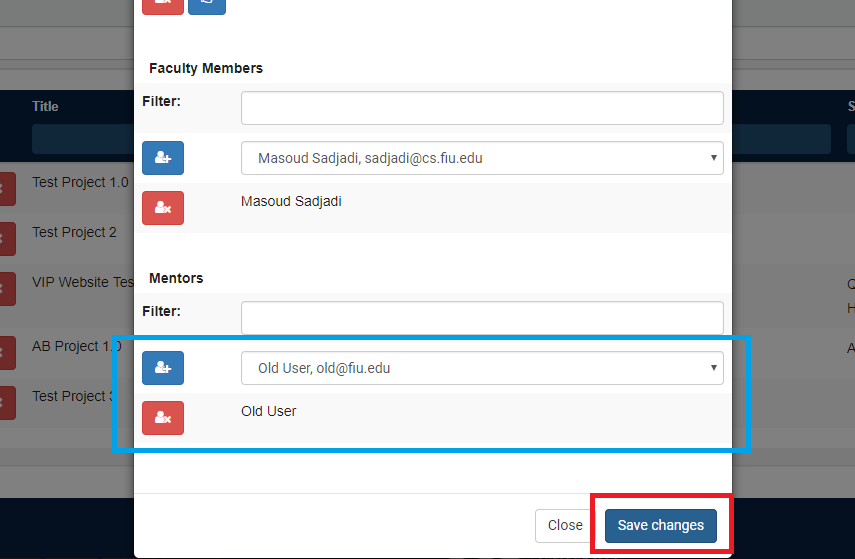 Faculty Members
Title
S
Filter:
Masoud Sadjadi, sadjadi@cs.fiu.edu
Test Project 1.0
Masoud Sadjadi
Test Project 2
Mentors
VIP Website Tes
Q
Filter:
H
AB Project 1.0
A
Old User, old@fiu.edu
Test Project 3
Old User
Close
Save changes